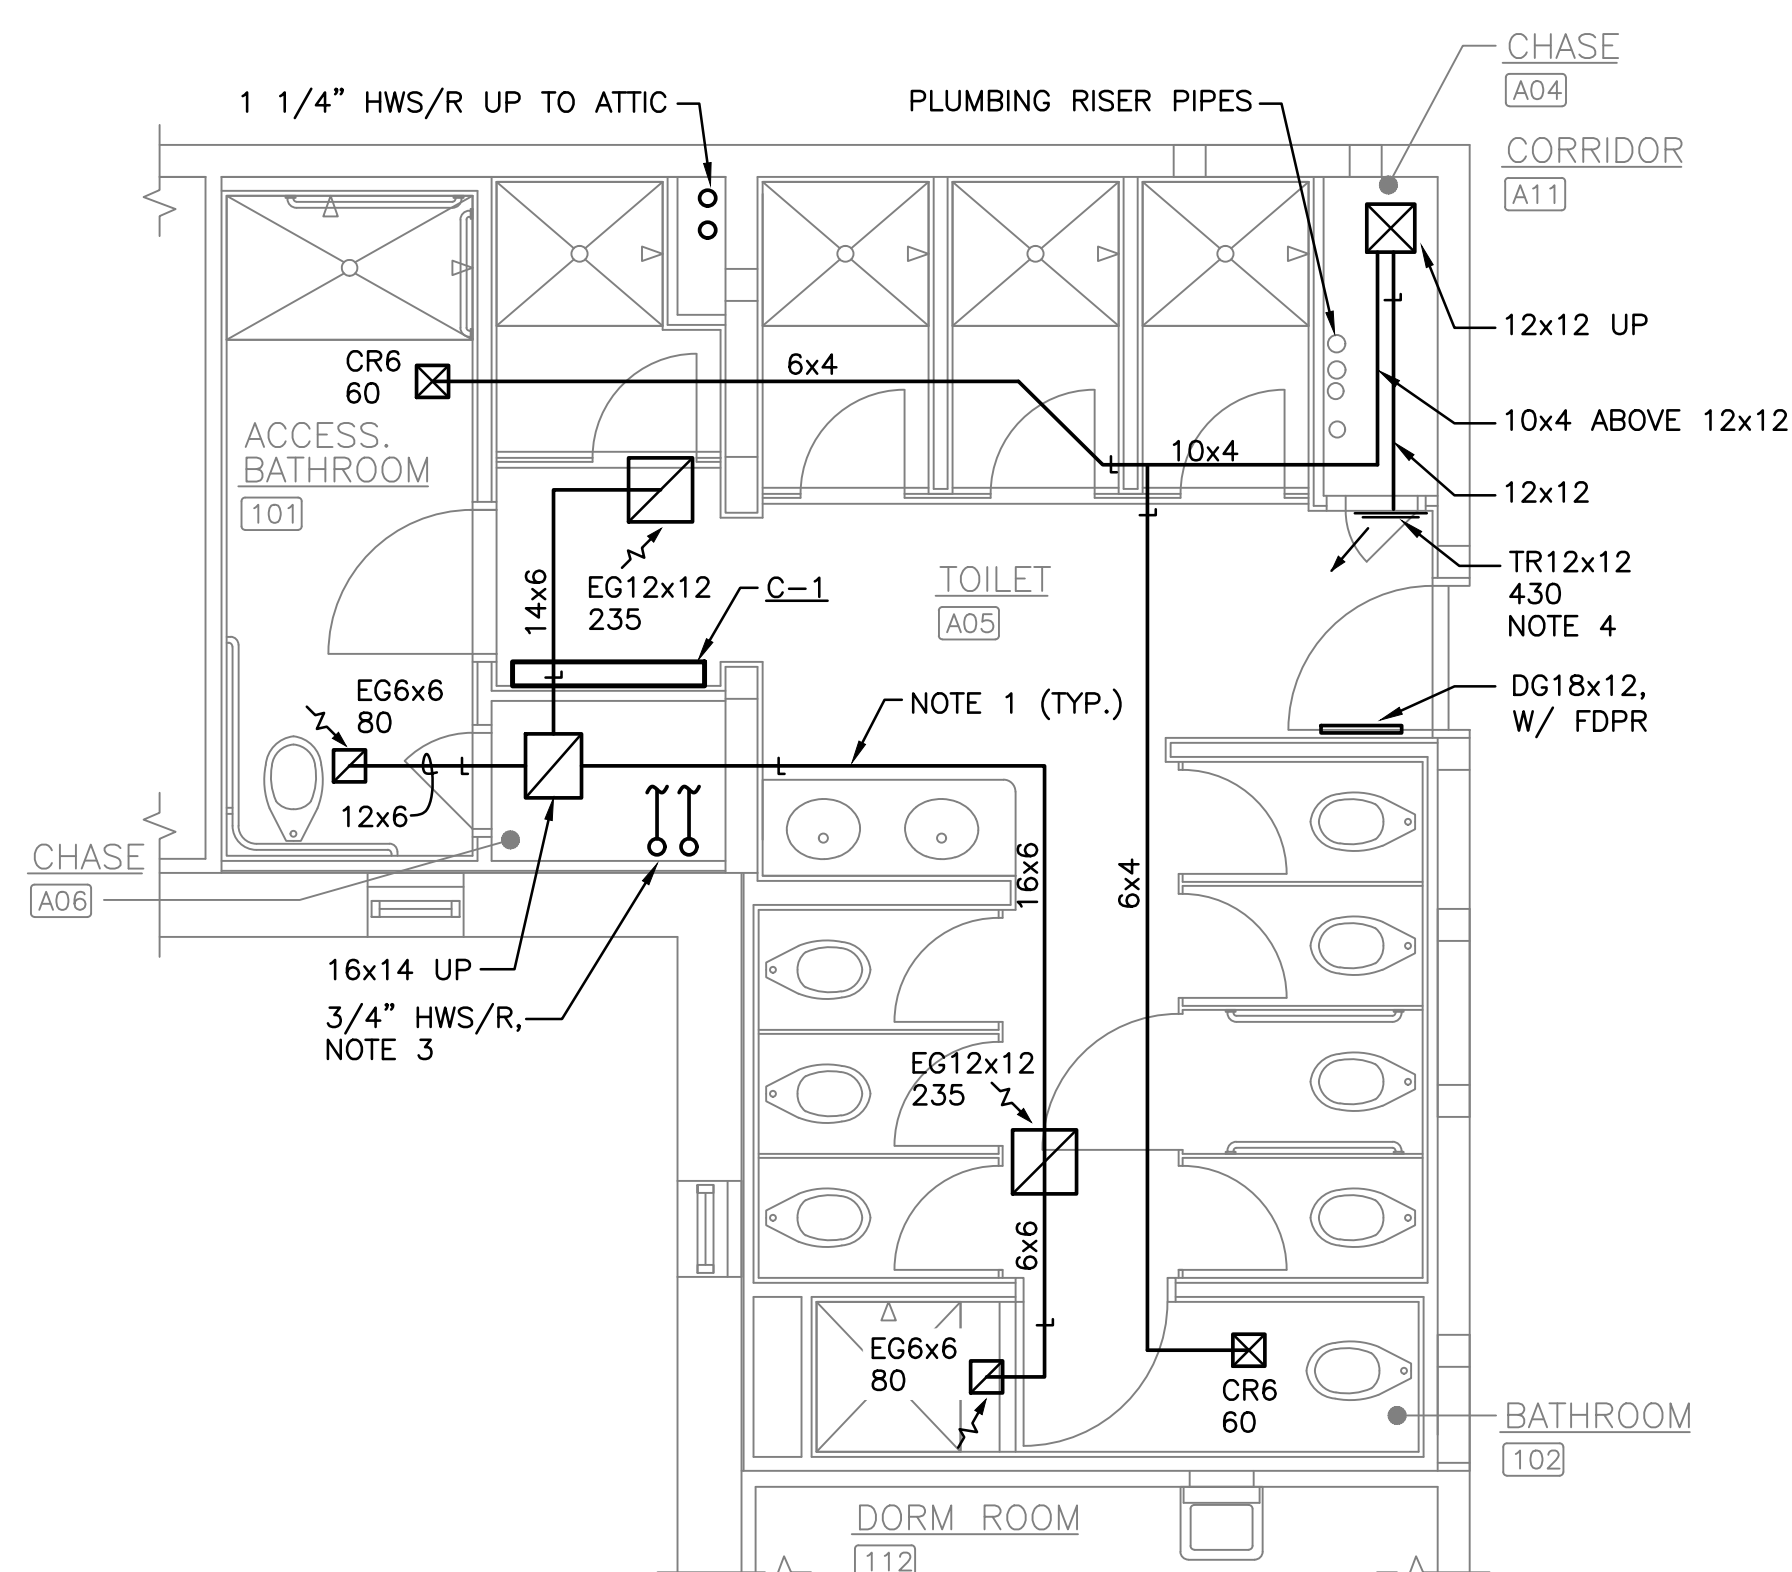 CHASE
A04
1 1/4” HWS/R UP TO ATTIC
PLUMBING RISER PIPES
CORRIDOR
A11
12x12 UP
CR6
60
6x4
10x4 ABOVE 12x12
ACCESS.
BATHROOM
101
10x4
12x12
TR12x12
430
NOTE 4
14x6
EG12x12
235
C-1
TOILET
A05
EG6x6
80
NOTE 1 (TYP.)
DG18x12,
W/ FDPR
12x6
CHASE
A06
16x6
6x4
16x14 UP
3/4” HWS/R,
NOTE 3
EG12x12
235
6x6
EG6x6
80
CR6
60
BATHROOM
102
DORM ROOM
112